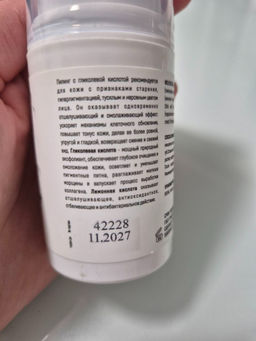 Пилинг с гликолевой кислотой рекомендуется
для кожи с признаками старения,
гиперпигментацией, тусклым и неровным цветом
лица. Он оказывает одновременно
отшелушивающий и омолаживающий эффект,
ускоряет механизмы клеточного обновления,
повышает тонус кожи, делая ее более ровной,
упругой и гладкой, возвращает сияние и свежий
вид. Гликолевая кислота - мощный природный
эксфолиант, обеспечивает глубокое очищение и
омоложение кожи, осветляет и уменьшает
пигментные пятна, разглаживает мелкие
морщины и запускает процесс выработки
коллагена. Лимонная кислота оказывает
отшелушивающее, антиоксидантное,
отбеливающее и антибактериальное действие.
42228
11.2027